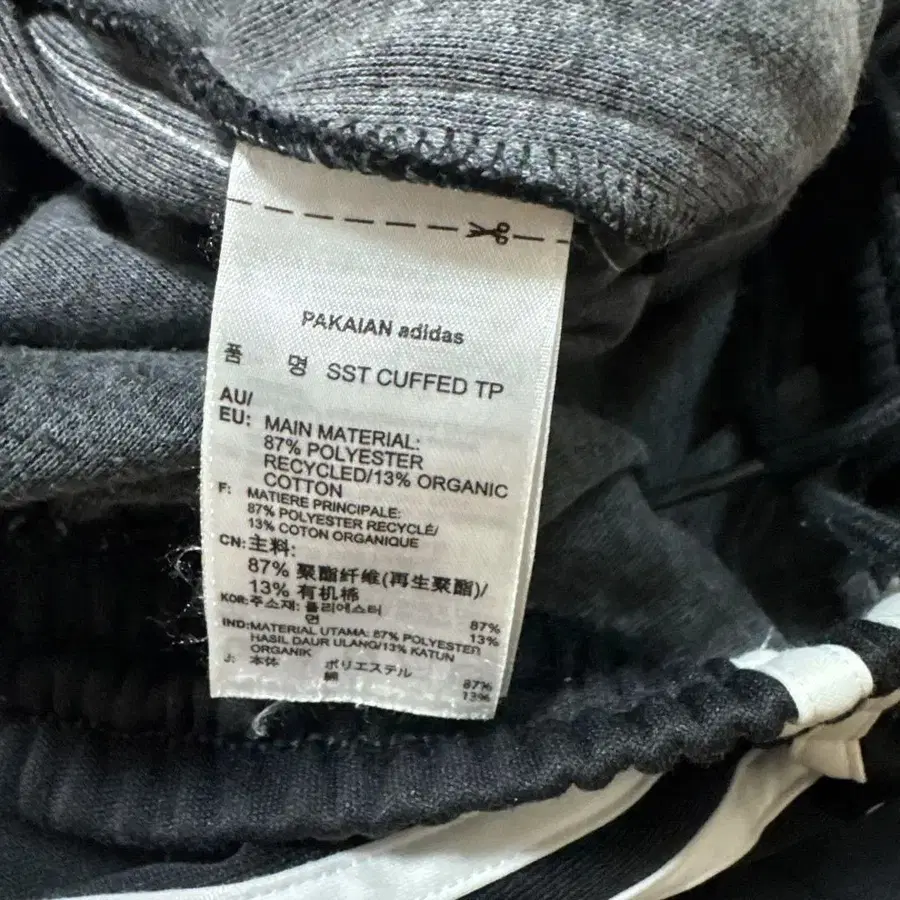 PAKAIAN adidas
품 명 SST CUFFED TP
AU/
EU: MAIN MATERIAL:
87% POLYESTER
RECYCLED/13% ORGANIC
COTTON
F: MATIERE PRINCIPALE:
87% POLYESTER RECYCLÉ/
13% COTON ORGANIQUE
CN:主料:
87% 聚酯纤维(再生聚酯)/
13% 有机棉
KOR:주소재: 폴리에스터 87%
면 13%
IND:MATERIAL UTAMA: 87% POLYESTER
HASIL DAUR ULANG/13% KATUN
ORGANIK
J: 本体 ポリエステル 87%
綿 13%